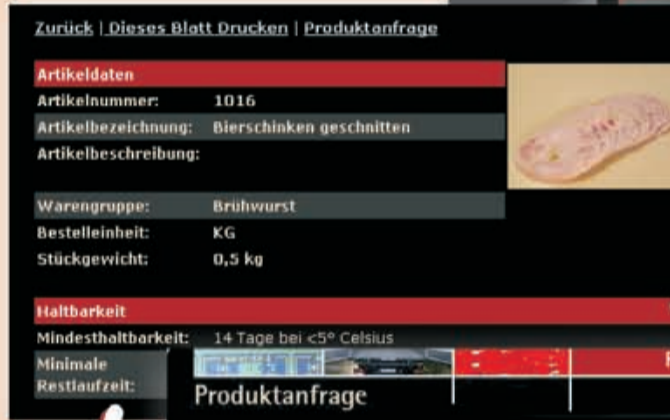 Zurück | Dieses Blatt Drucken | Produktanfrage
Artikeldaten
Artikelnummer: 1016
Artikelbezeichnung: Bierschinken geschnitten
Artikelbeschreibung:
Warengruppe: Brühwurst
Bestelleinheit: KG
Stückgewicht: 0,5 kg
Haltbarkeit
Mindesthaltbarkeit: 14 Tage bei <5° Celsius
Minimale
Restlaufzeit:
Produktanfrage